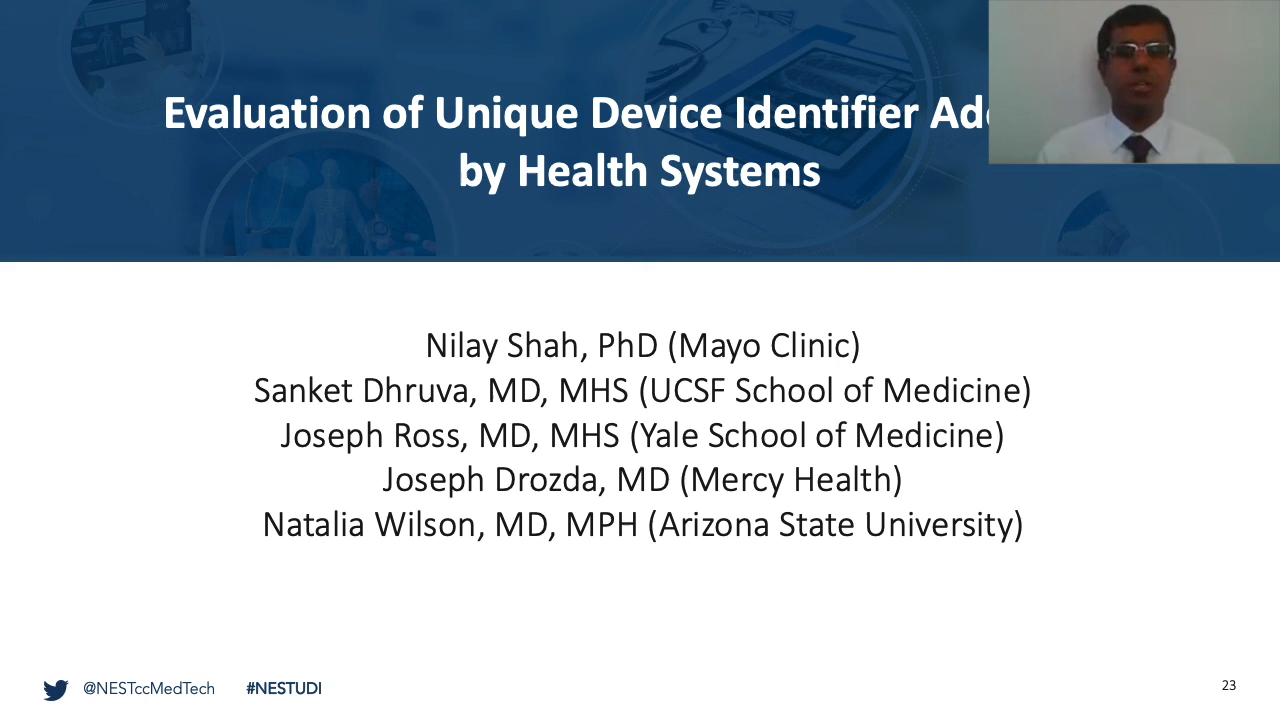 Evaluation of Unique Device Identifier
by Health Systems
Nilay Shah, PhD (Mayo Clinic)
Sanket Dhruva, MD, MHS (UCSF School of Medicine)
Joseph Ross, MD, MHS (Yale School of Medicine)
Joseph Drozda, MD (Mercy Health)
Natalia Wilson, MD, MPH (Arizona State University)
@NESTccMedTech #NESTUDI
23